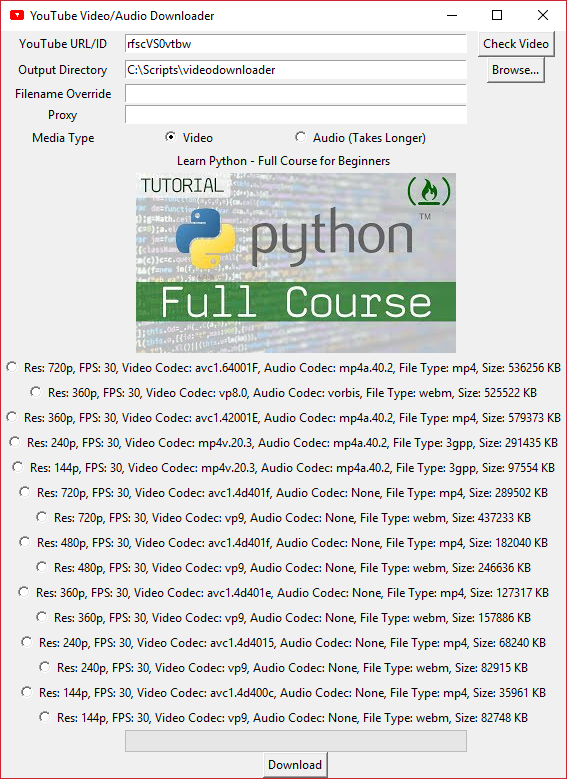 YouTube Video/Audio Downloader
YouTube URL/ID rfscVS0vtbw Check Video
Output Directory C:\Scripts\videodownloader Browse...
Filename Override
Proxy
Media Type Video Audio (Takes Longer)
Learn Python - Full Course for Beginners
TUTORIAL
python TM
Full Course
Res: 720p, FPS: 30, Video Codec: avc1.64001F, Audio Codec: mp4a.40.2, File Type: mp4, Size: 536256 KB
Res: 360p, FPS: 30, Video Codec: vp8.0, Audio Codec: vorbis, File Type: webm, Size: 525522 KB
Res: 360p, FPS: 30, Video Codec: avc1.42001E, Audio Codec: mp4a.40.2, File Type: mp4, Size: 579373 KB
Res: 240p, FPS: 30, Video Codec: mp4v.20.3, Audio Codec: mp4a.40.2, File Type: 3gpp, Size: 291435 KB
Res: 144p, FPS: 30, Video Codec: mp4v.20.3, Audio Codec: mp4a.40.2, File Type: 3gpp, Size: 97554 KB
Res: 720p, FPS: 30, Video Codec: avc1.4d401f, Audio Codec: None, File Type: mp4, Size: 289502 KB
Res: 720p, FPS: 30, Video Codec: vp9, Audio Codec: None, File Type: webm, Size: 437233 KB
Res: 480p, FPS: 30, Video Codec: avc1.4d401f, Audio Codec: None, File Type: mp4, Size: 182040 KB
Res: 480p, FPS: 30, Video Codec: vp9, Audio Codec: None, File Type: webm, Size: 246636 KB
Res: 360p, FPS: 30, Video Codec: avc1.4d401e, Audio Codec: None, File Type: mp4, Size: 127317 KB
Res: 360p, FPS: 30, Video Codec: vp9, Audio Codec: None, File Type: webm, Size: 157886 KB
Res: 240p, FPS: 30, Video Codec: avc1.4d4015, Audio Codec: None, File Type: mp4, Size: 68240 KB
Res: 240p, FPS: 30, Video Codec: vp9, Audio Codec: None, File Type: webm, Size: 82915 KB
Res: 144p, FPS: 30, Video Codec: avc1.4d400c, Audio Codec: None, File Type: mp4, Size: 35961 KB
Res: 144p, FPS: 30, Video Codec: vp9, Audio Codec: None, File Type: webm, Size: 82748 KB
Download